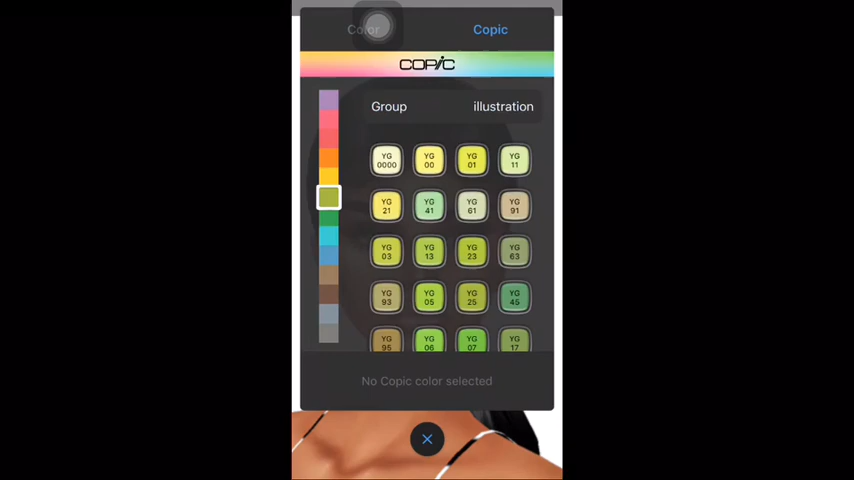 Color Copic
COPIC
Group illustration
YG 0000 YG 00 YG 01 YG 11
YG 21 YG 41 YG 61 YG 91
YG 03 YG 13 YG 23 YG 63
YG 93 YG 05 YG 25 YG 45
YG 95 YG 06 YG 07 YG 17
No Copic color selected